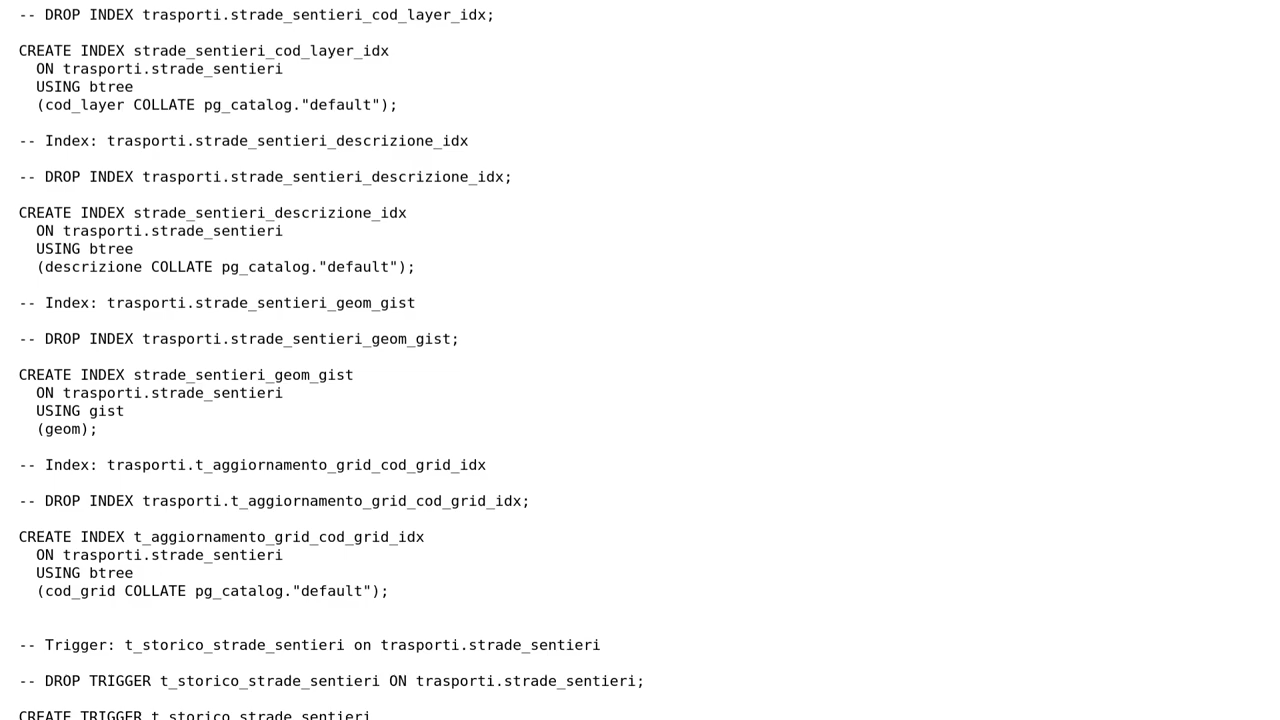 -- DROP INDEX trasporti.strade_sentieri_cod_layer_idx;
CREATE INDEX strade_sentieri_cod_layer_idx
ON trasporti.strade_sentieri
USING btree
(cod_layer COLLATE pg_catalog."default");
-- Index: trasporti.strade_sentieri_descrizione_idx
-- DROP INDEX trasporti.strade_sentieri_descrizione_idx;
CREATE INDEX strade_sentieri_descrizione_idx
ON trasporti.strade_sentieri
USING btree
(descrizione COLLATE pg_catalog."default");
-- Index: trasporti.strade_sentieri_geom_gist
-- DROP INDEX trasporti.strade_sentieri_geom_gist;
CREATE INDEX strade_sentieri_geom_gist
ON trasporti.strade_sentieri
USING gist
(geom);
-- Index: trasporti.t_aggiornamento_grid_cod_grid_idx
-- DROP INDEX trasporti.t_aggiornamento_grid_cod_grid_idx;
CREATE INDEX t_aggiornamento_grid_cod_grid_idx
ON trasporti.strade_sentieri
USING btree
(cod_grid COLLATE pg_catalog."default");
-- Trigger: t_storico_strade_sentieri on trasporti.strade_sentieri
-- DROP TRIGGER t_storico_strade_sentieri ON trasporti.strade_sentieri;
CREATE TRIGGER t_storico_strade_sentieri